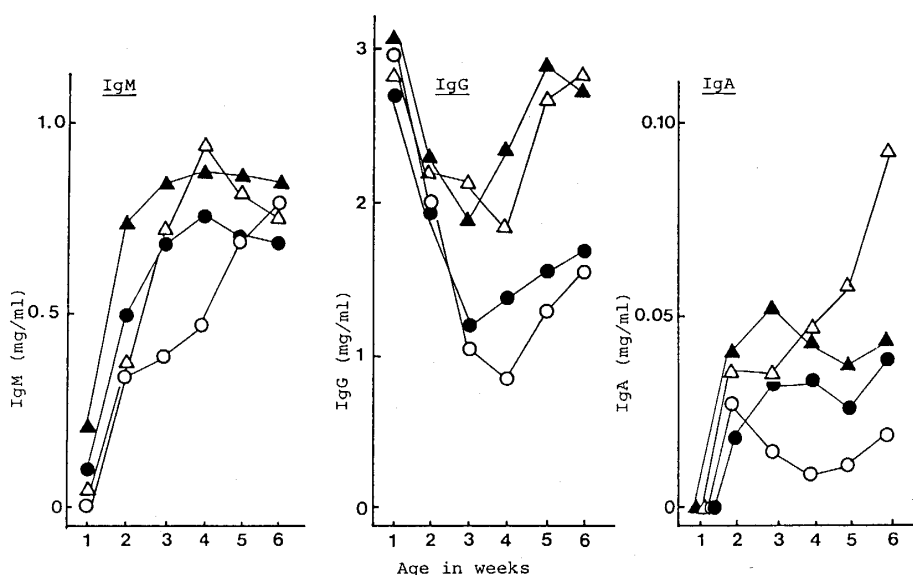 IgM
1.0
0.5
0
IgM (mg/ml)
1 2 3 4 5 6
IgG
3
2
1
0
IgG (mg/ml)
1 2 3 4 5 6
Age in weeks
IgA
0.10
0.05
0
IgA (mg/ml)
1 2 3 4 5 6